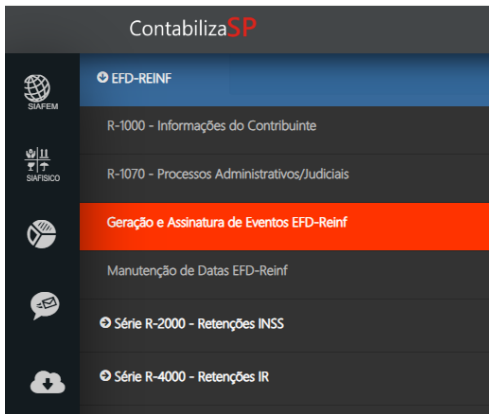 ContabilizaSP
EFD-REINF
SIAFEM
R-1000 - Informações do Contribuinte
SIAFISICO
R-1070 - Processos Administrativos/Judiciais
Geração e Assinatura de Eventos EFD-Reinf
Manutenção de Datas EFD-Reinf
Série R-2000 - Retenções INSS
Série R-4000 - Retenções IR